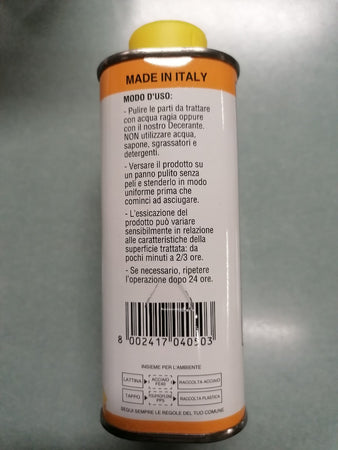 MADE IN ITALY
MODO D'USO:
- Pulire le parti da trattare
con acqua ragia oppure
con il nostro Decerante.
NON utilizzare acqua,
sapone, sgrassatori e
detergenti.
- Versare il prodotto su
un panno pulito senza
peli e stenderlo in modo
uniforme prima che
cominci ad asciugare.
- L'essicazione del
prodotto può variare
sensibilmente in relazione
alle caratteristiche della
superficie trattata: da
pochi minuti a 2/3 ore.
- Se necessario, ripetere
l'operazione dopo 24 ore.
8 002417 040503
INSIEME PER L'AMBIENTE
LATTINA ACCIAIO FE40 RACCOLTA ACCIAIO
TAPPO RACCOLTA PLASTICA
SEGUI SEMPRE LE REGOLE DEL TUO COMUNE